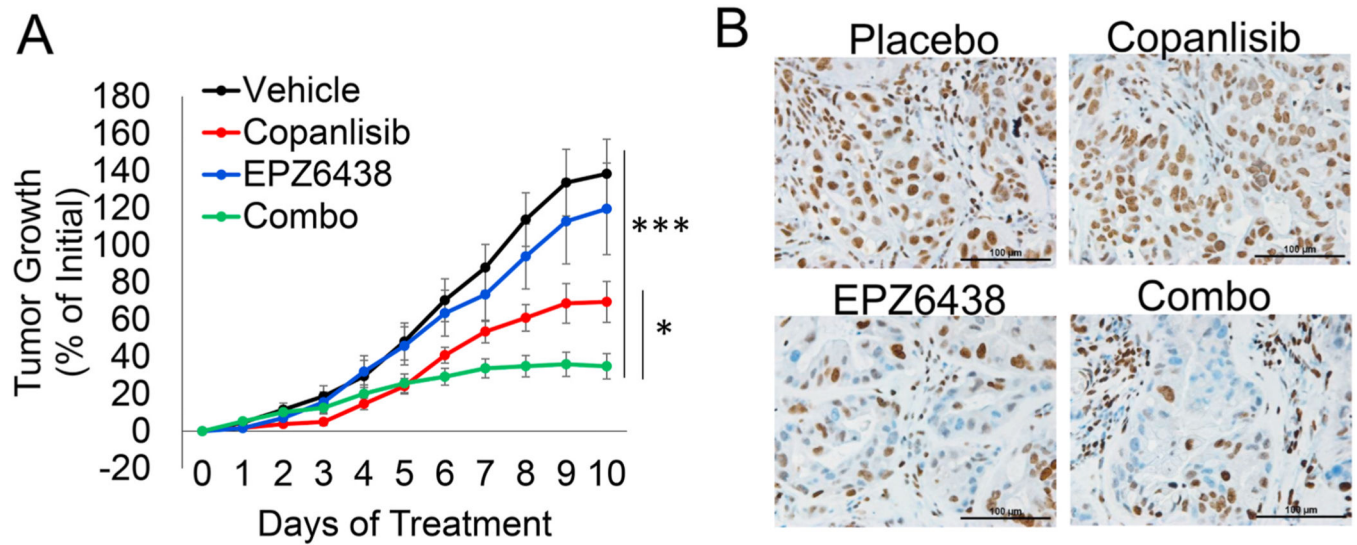 A
Vehicle
Copanlisib
EPZ6438
Combo
Tumor Growth
(% of Initial)
180
160
140
120
100
80
60
40
20
0
-20
***
*
0 1 2 3 4 5 6 7 8 9 10
Days of Treatment
B
Placebo
Copanlisib
100 µm
100 µm
EPZ6438
Combo
100 µm
100 µm